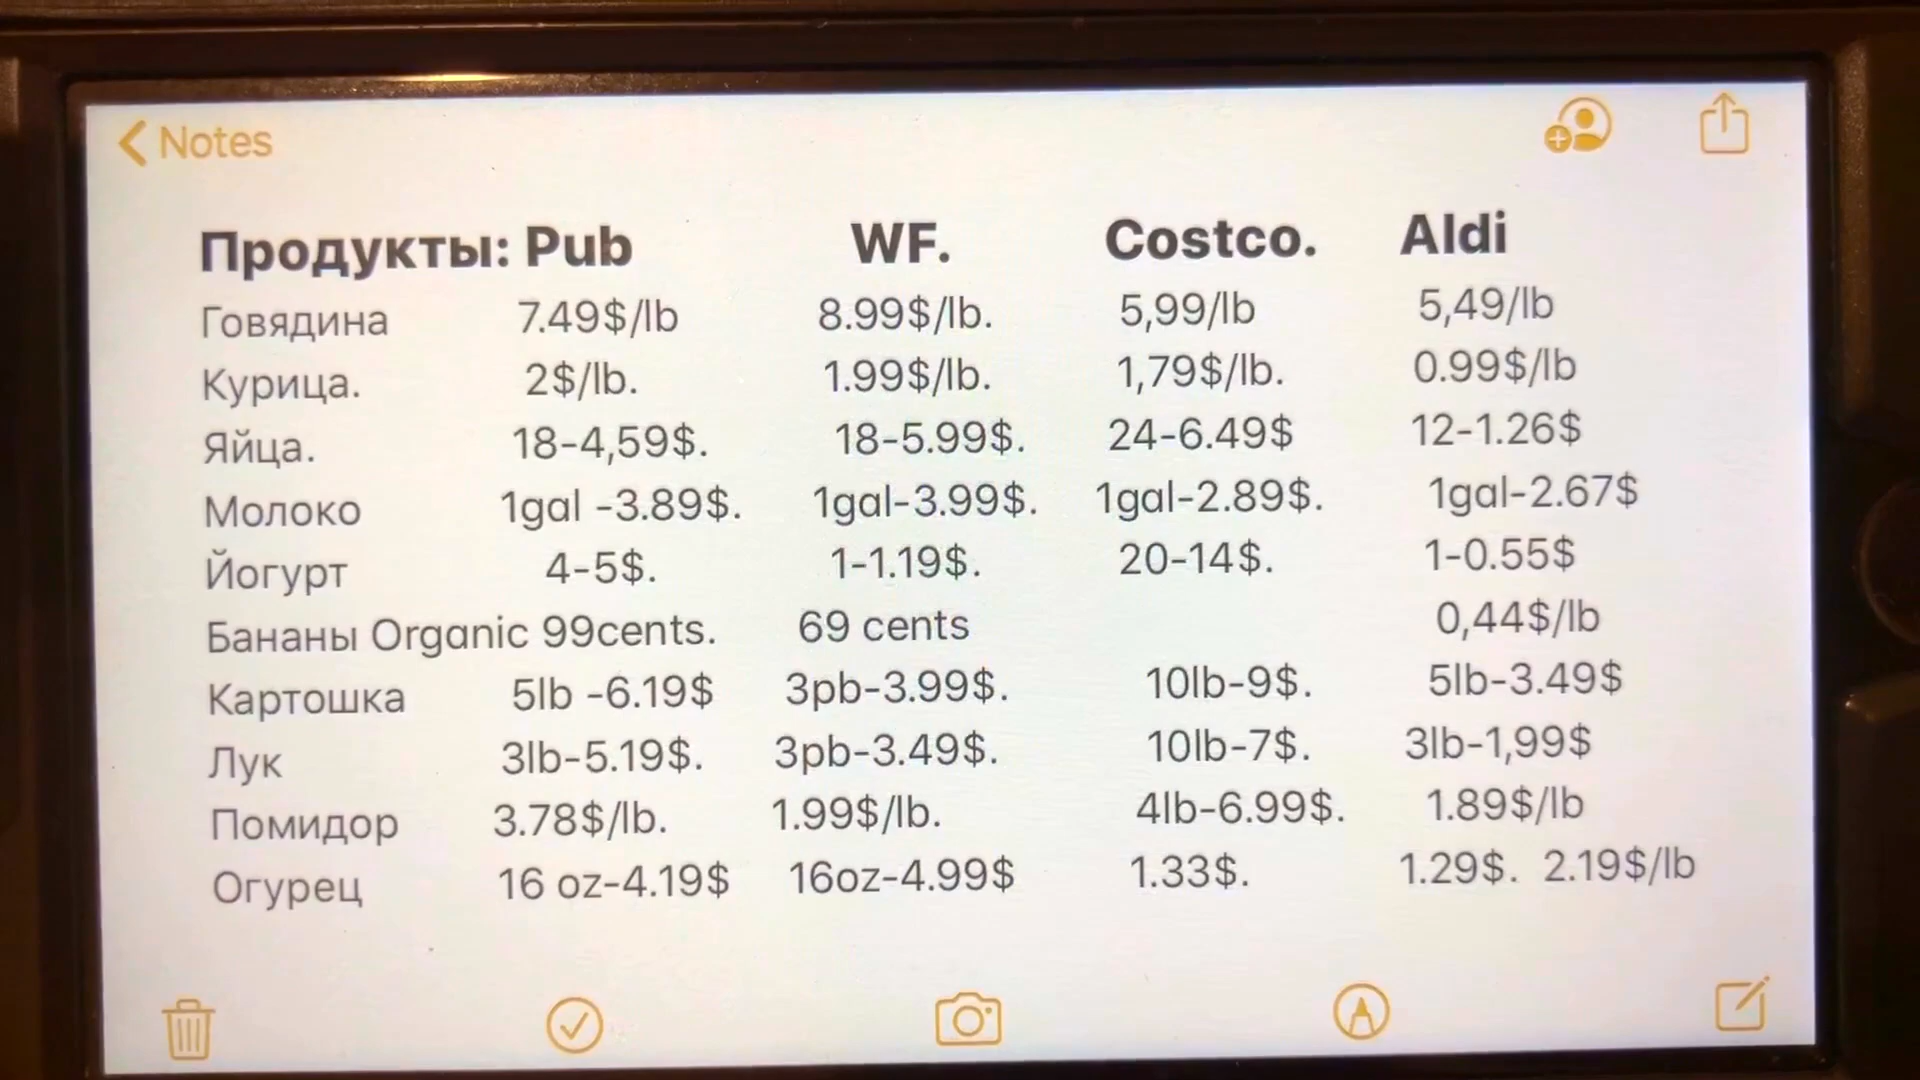 Notes
Продукты: Pub WF. Costco. Aldi
Говядина 7.49$/lb 8.99$/lb. 5,99/lb 5,49/lb
Курица. 2$/lb. 1.99$/lb. 1,79$/lb. 0.99$/lb
Яйца. 18-4,59$. 18-5.99$. 24-6.49$ 12-1.26$
Молоко 1gal -3.89$. 1gal-3.99$. 1gal-2.89$. 1gal-2.67$
Йогурт 4-5$. 1-1.19$. 20-14$. 1-0.55$
Бананы Organic 99cents. 69 cents 0,44$/lb
Картошка 5lb -6.19$ 3pb-3.99$. 10lb-9$. 5lb-3.49$
Лук 3lb-5.19$. 3pb-3.49$. 10lb-7$. 3lb-1,99$
Помидор 3.78$/lb. 1.99$/lb. 4lb-6.99$. 1.89$/lb
Огурец 16 oz-4.19$ 16oz-4.99$ 1.33$. 1.29$. 2.19$/lb